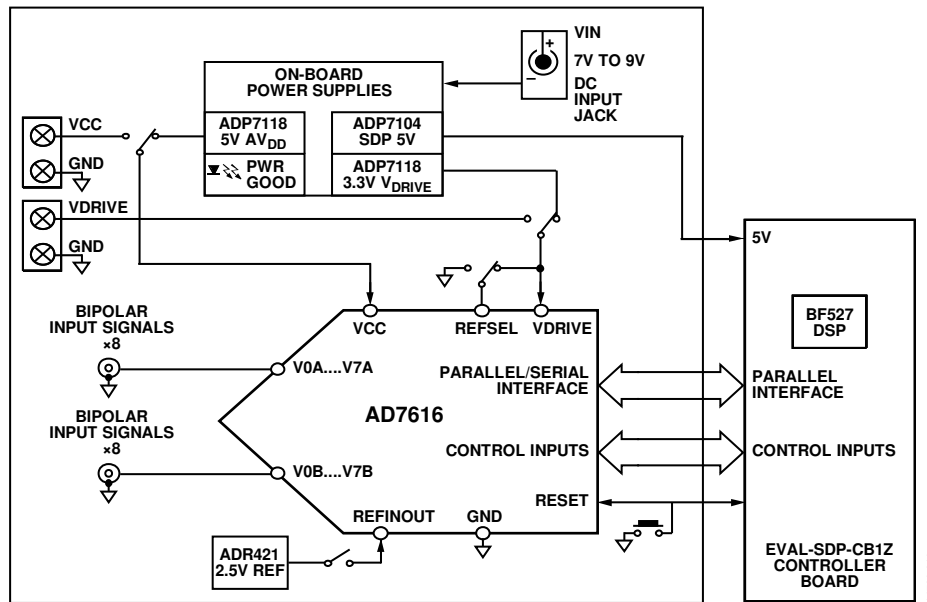 VIN
7V TO 9V
DC
INPUT
JACK
+
−
ON-BOARD
POWER SUPPLIES
ADP7118
5V AVDD
PWR
GOOD
ADP7104
SDP 5V
ADP7118
3.3V VDRIVE
VCC
GND
VDRIVE
GND
5V
BF527
DSP
BIPOLAR
INPUT SIGNALS
×8
BIPOLAR
INPUT SIGNALS
×8
VCC
REFSEL
VDRIVE
V0A....V7A
PARALLEL/SERIAL
INTERFACE
AD7616
CONTROL INPUTS
V0B....V7B
RESET
REFINOUT
GND
ADR421
2.5V REF
PARALLEL
INTERFACE
CONTROL INPUTS
EVAL-SDP-CB1Z
CONTROLLER
BOARD